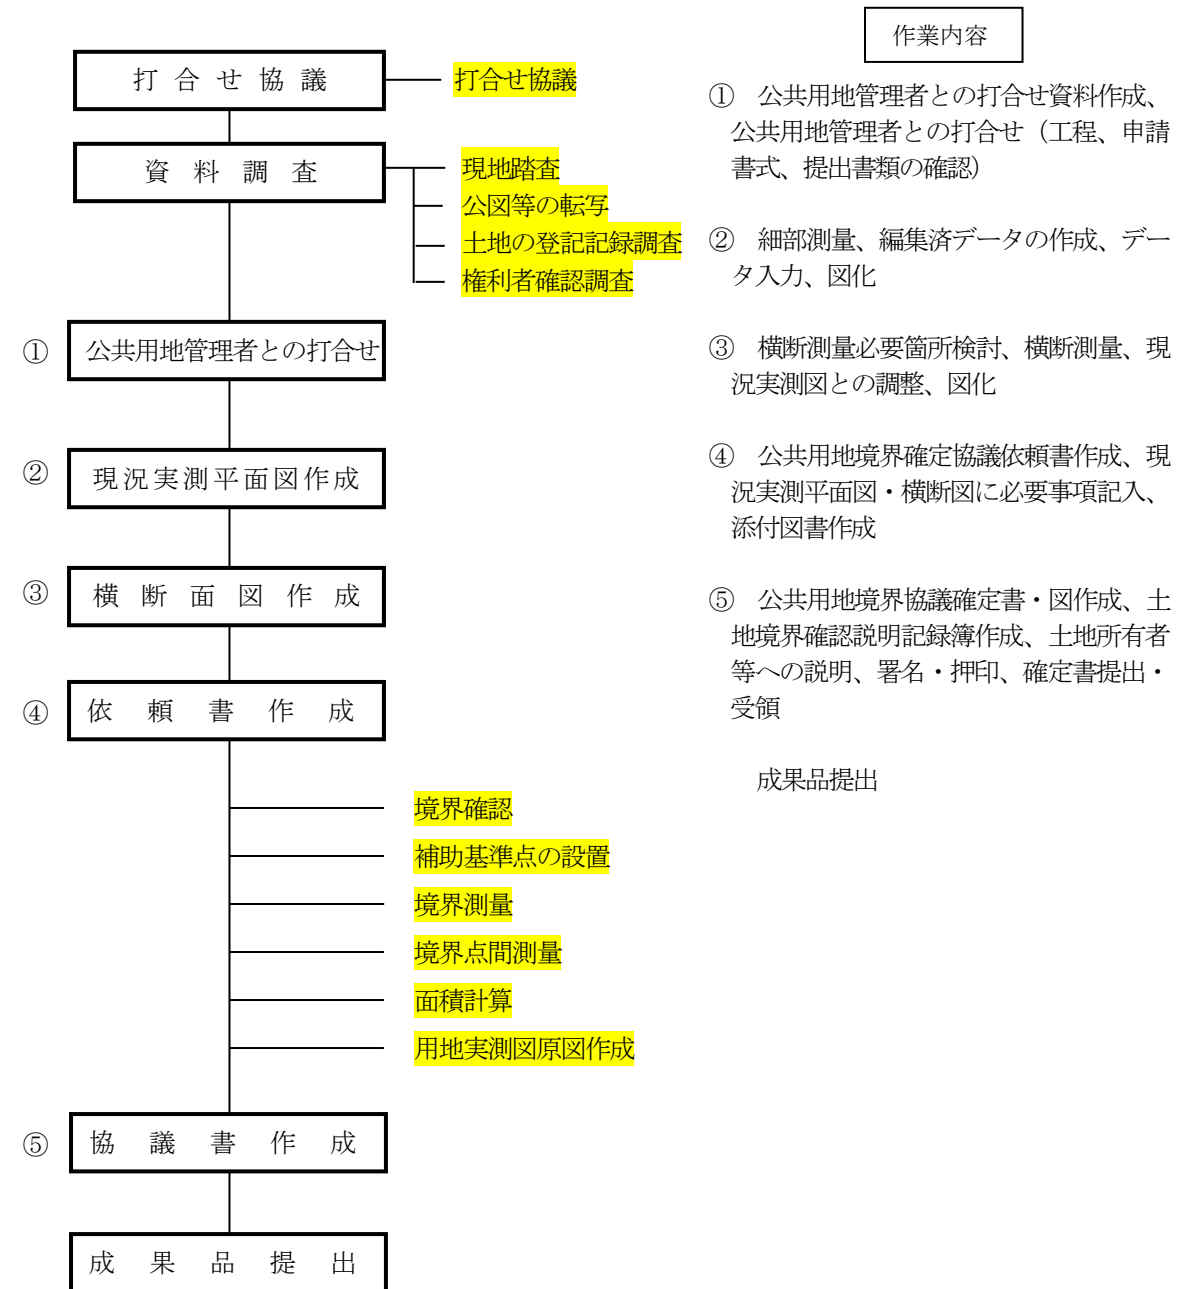 打合せ協議
打合せ協議
資料調査
現地踏査
公図等の転写
土地の登記記録調査
権利者確認調査
① 公共用地管理者との打合せ
② 現況実測平面図作成
③ 横断面図作成
④ 依頼書作成
境界確認
補助基準点の設置
境界測量
境界点間測量
面積計算
用地実測図原図作成
⑤ 協議書作成
成果品提出
作業内容
① 公共用地管理者との打合せ資料作成、
公共用地管理者との打合せ（工程、申請
書式、提出書類の確認）
② 細部測量、編集済データの作成、デー
タ入力、図化
③ 横断測量必要箇所検討、横断測量、現
況実測図との調整、図化
④ 公共用地境界確定協議依頼書作成、現
況実測平面図・横断図に必要事項記入、
添付図書作成
⑤ 公共用地境界協議確定書・図作成、土
地境界確認説明記録簿作成、土地所有者
等への説明、署名・押印、確定書提出・
受領
成果品提出